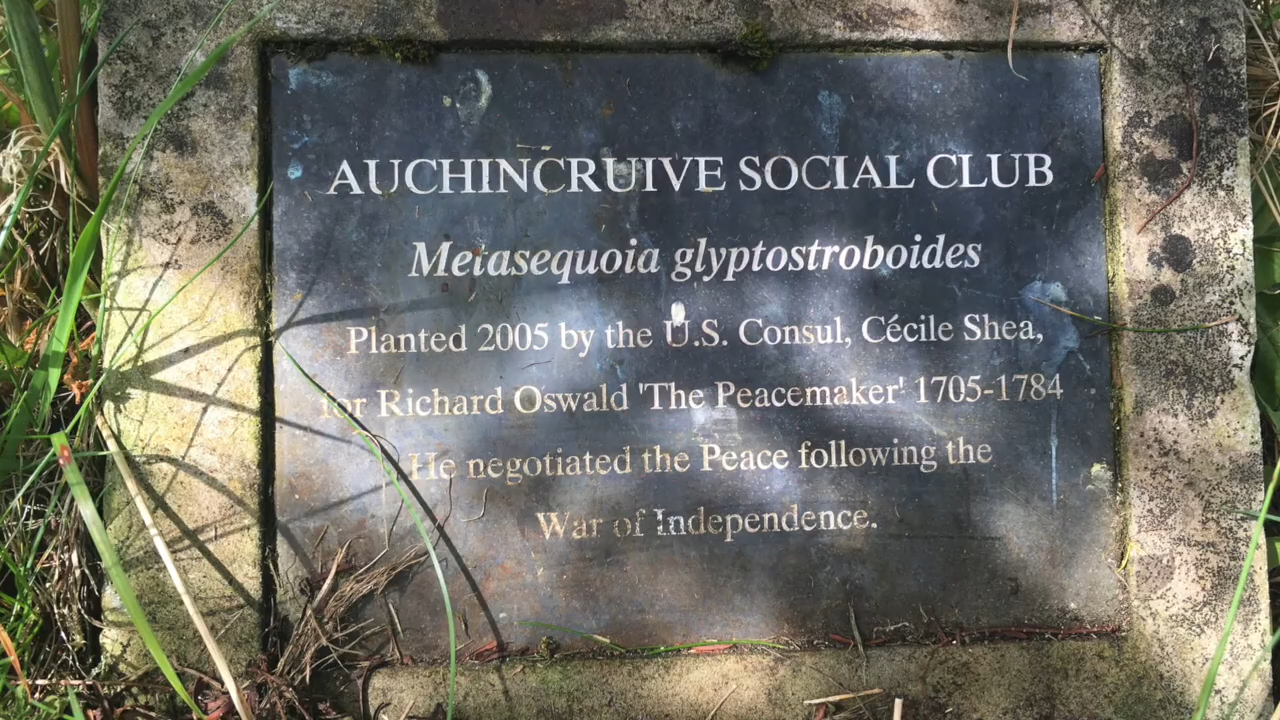 AUCHINCRUIVE SOCIAL CLUB
Metasequoia glyptostroboides
Planted 2005 by the U.S. Consul, Cécile Shea,
for Richard Oswald 'The Peacemaker' 1705-1784
He negotiated the Peace following the
War of Independence.